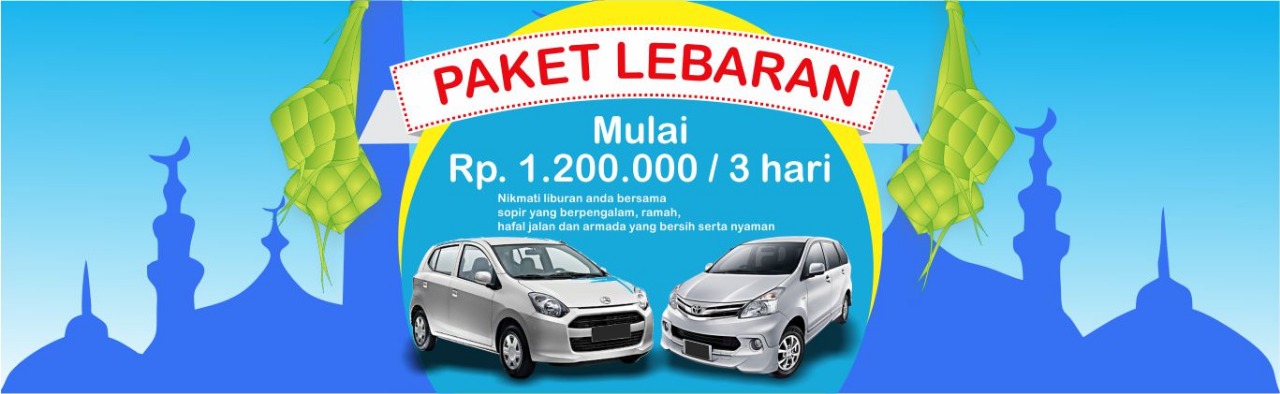 PAKET LEBARAN
Mulai
Rp. 1.200.000 / 3 hari
Nikmati liburan anda bersama
sopir yang berpengalam, ramah,
hafal jalan dan armada yang bersih serta nyaman